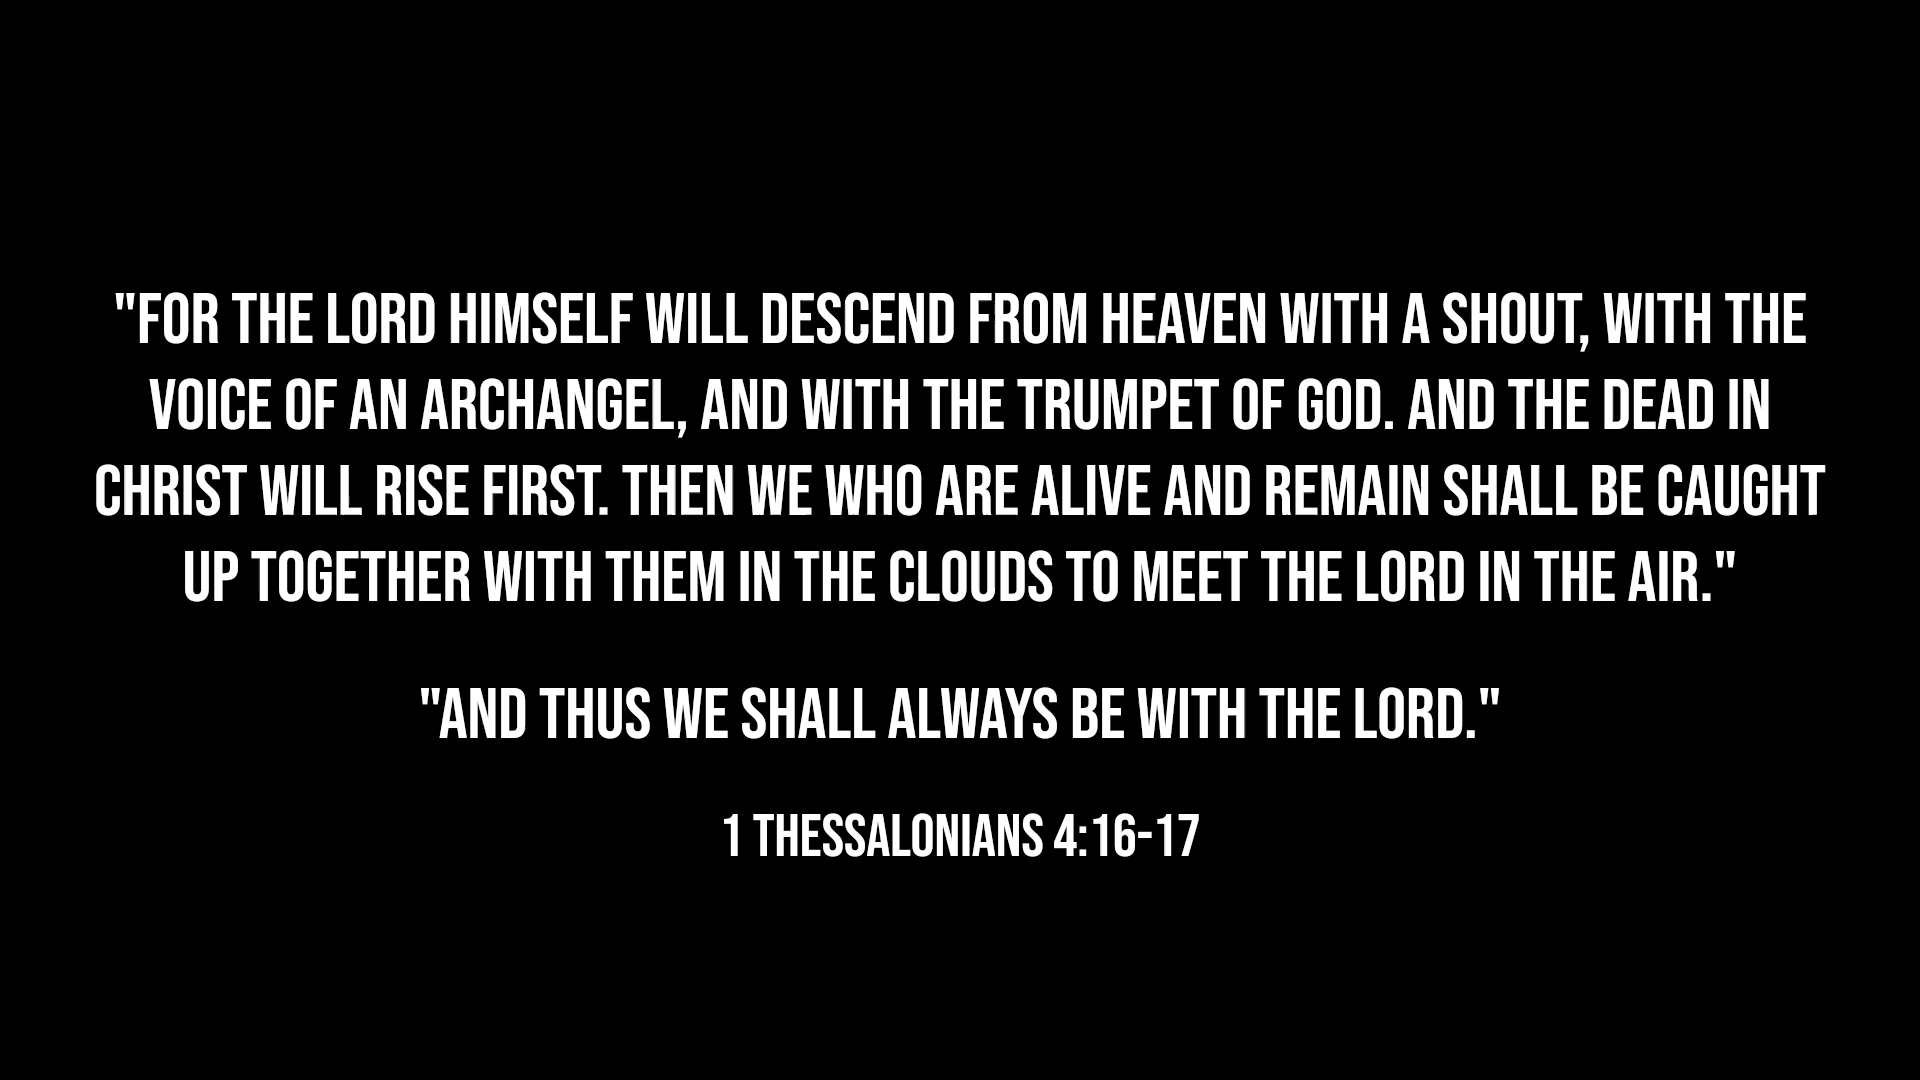 "FOR THE LORD HIMSELF WILL DESCEND FROM HEAVEN WITH A SHOUT, WITH THE
VOICE OF AN ARCHANGEL, AND WITH THE TRUMPET OF GOD. AND THE DEAD IN
CHRIST WILL RISE FIRST. THEN WE WHO ARE ALIVE AND REMAIN SHALL BE CAUGHT
UP TOGETHER WITH THEM IN THE CLOUDS TO MEET THE LORD IN THE AIR."
"AND THUS WE SHALL ALWAYS BE WITH THE LORD."
1 THESSALONIANS 4:16-17